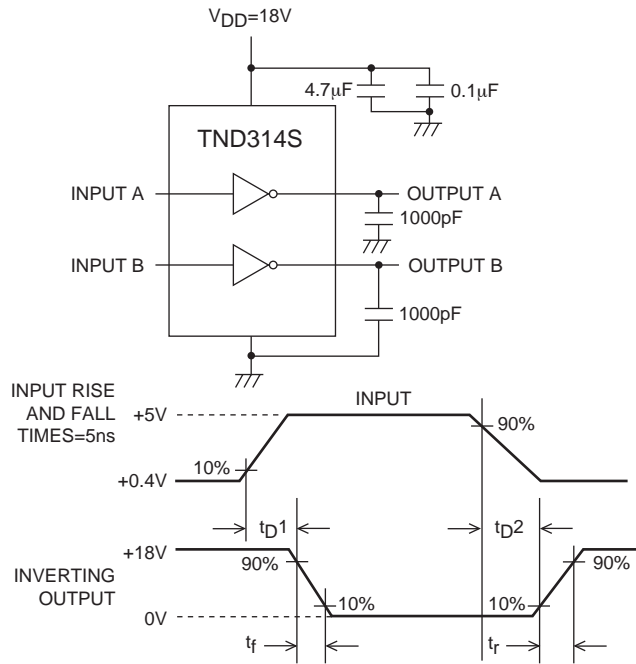 VDD=18V
4.7μF
0.1μF
TND314S
INPUT A
OUTPUT A
1000pF
INPUT B
OUTPUT B
1000pF
INPUT RISE
AND FALL
TIMES=5ns
+5V
INPUT
90%
10%
+0.4V
tD1
tD2
+18V
90%
90%
INVERTING
OUTPUT
10%
10%
0V
tf
tr